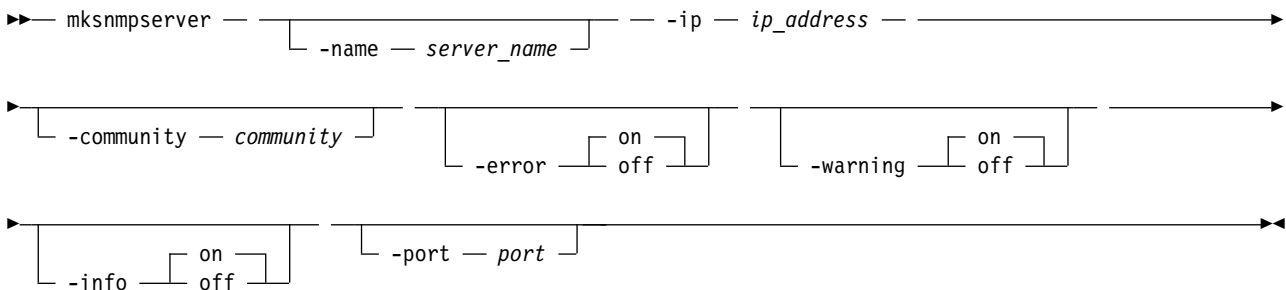 mksnmpserver -name server_name -ip ip_address
-community community -error on off -warning on off
-info on off -port port